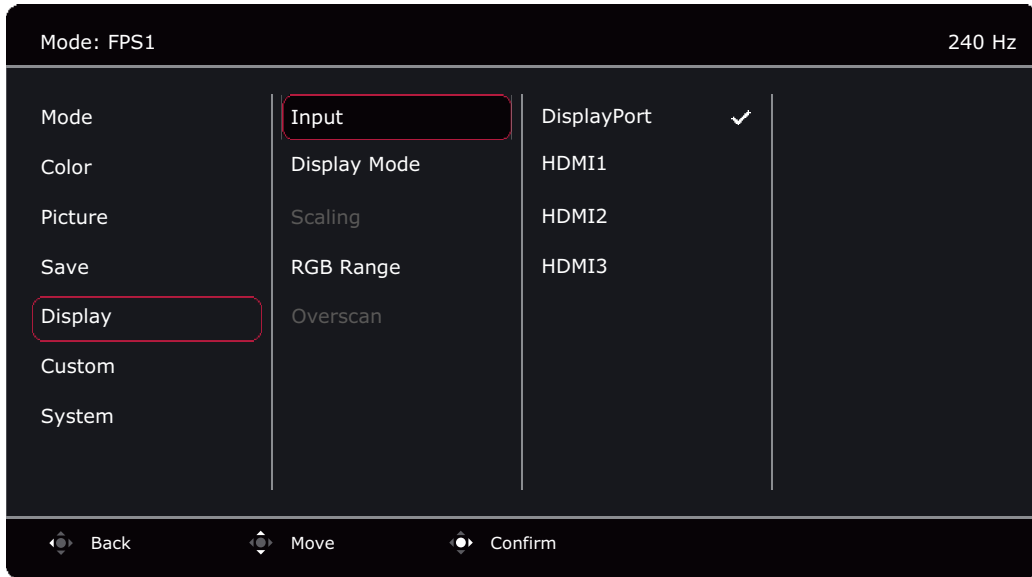 Mode: FPS1 240 Hz
Mode
Color
Picture
Save
Display
Custom
System
Input
Display Mode
Scaling
RGB Range
Overscan
DisplayPort
HDMI1
HDMI2
HDMI3
Back Move Confirm